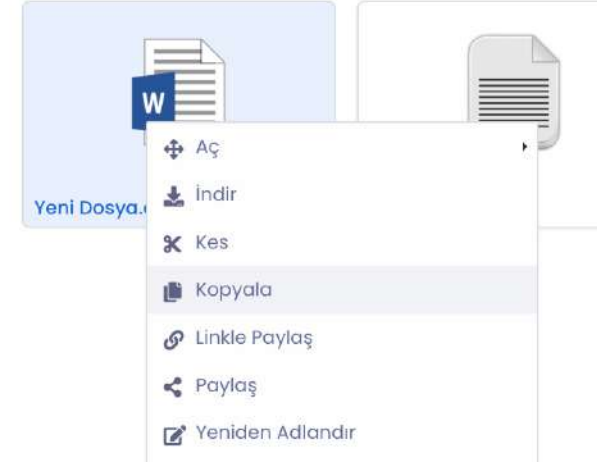 W
Aç
İndir
Yeni Dosya.
Kes
Kopyala
Linkle Paylaş
Paylaş
Yeniden Adlandır